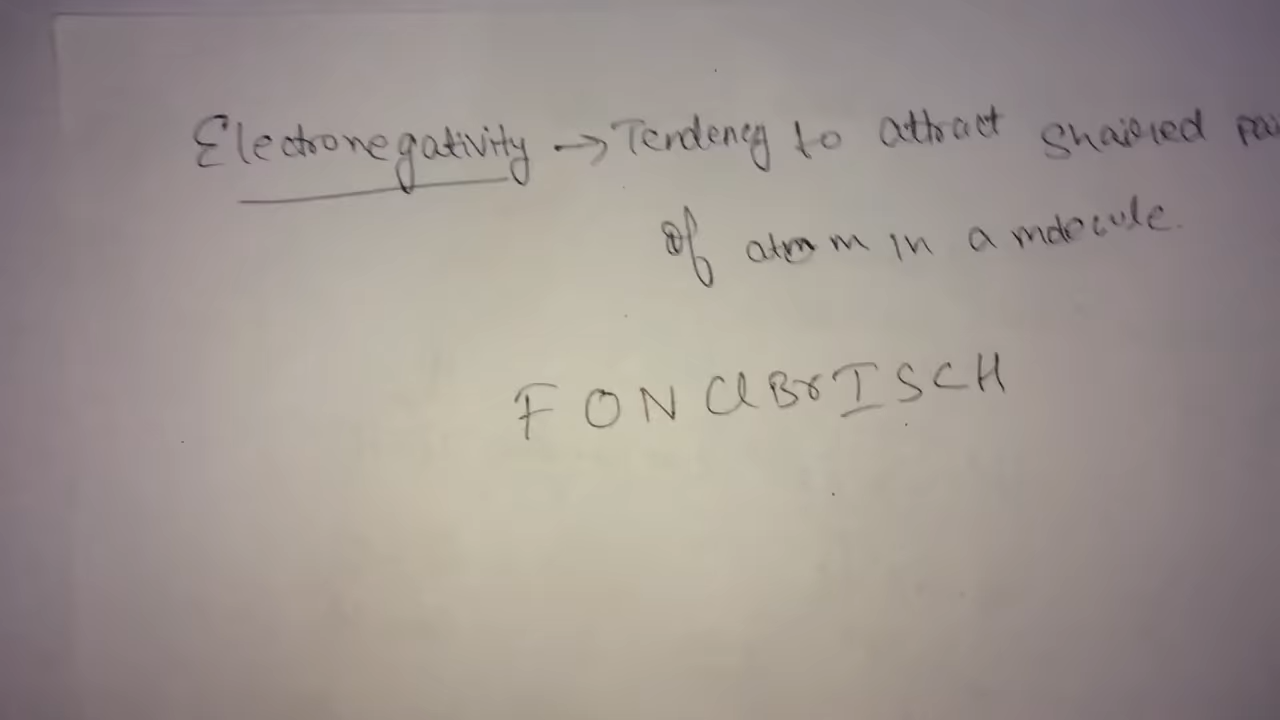 Electronegativity → Tendency to attract Shaired
of atom in a molecule.
F O N Cl Br I S C H